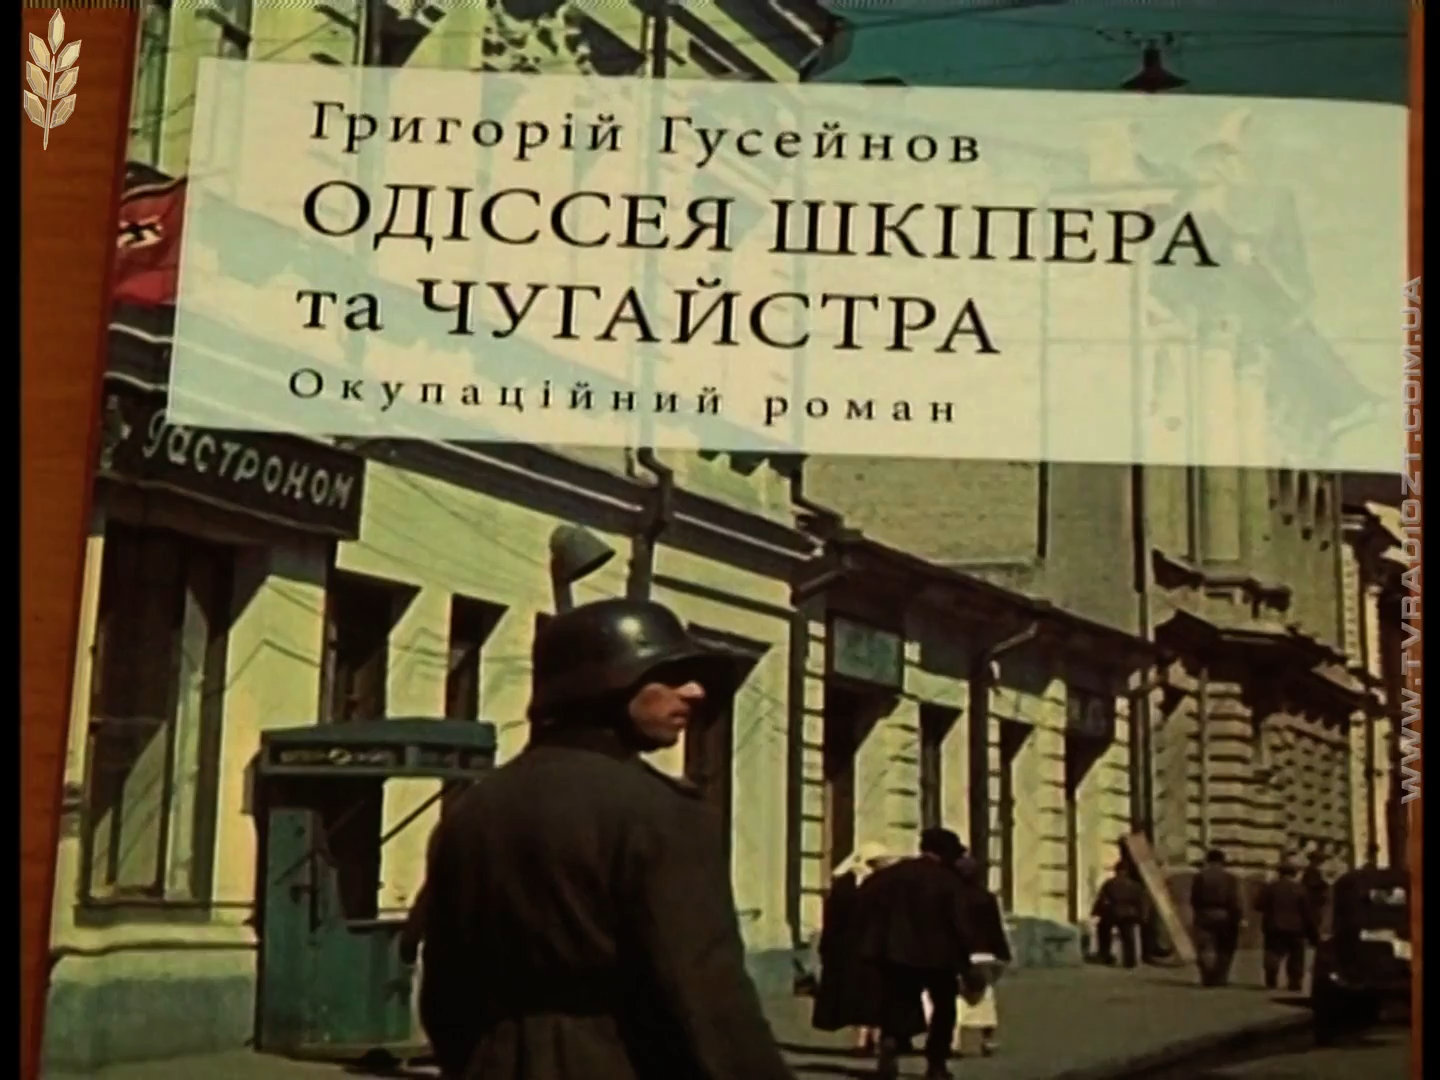 Григорій Гусейнов
ОДІССЕЯ ШКІПЕРА
та ЧУГАЙСТРА
Окупаційний роман
Гастроном
WWW.TVRADIOZT.COM.UA